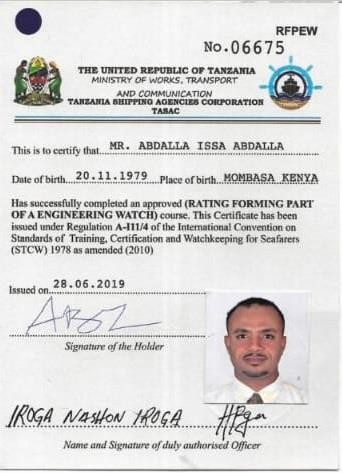 RFPEW
No.06675
THE UNITED REPUBLIC OF TANZANIA
MINISTRY OF WORKS, TRANSPORT
AND COMMUNICATION
TANZANIA SHIPPING AGENCIES CORPORATION
TASAC
This is to certify that MR. ABDALLA ISSA ABDALLA
Date of birth 20.11.1979 Place of birth MOMBASA KENYA
Has successfully completed an approved (RATING FORMING PART
OF A ENGINEERING WATCH) course. This Certificate has been
issued under Regulation A-I11/4 of the International Convention on
Standards of Training, Certification and Watchkeeping for Seafarers
(STCW) 1978 as amended (2010)
Issued on 28.06.2019
Signature of the Holder
IROGA NASHON IROGA
Name and Signature of duly authorised Officer